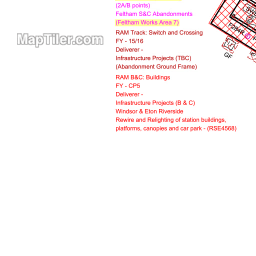 (2A/B points)
Feltham S&C Abandonments
(Feltham Works Area 7)
RAM Track: Switch and Crossing
FY - 15/16
Deliverer -
Infrastructure Projects (TBC)
(Abandonment Ground Frame)
RAM B&C: Buildings
FY - CP5
Deliverer -
Infrastructure Projects (B & C)
Windsor & Eton Riverside
Rewire and Relighting of station buildings,
platforms, canopies and car park - (RSE4568)
MapTiler.com
GF